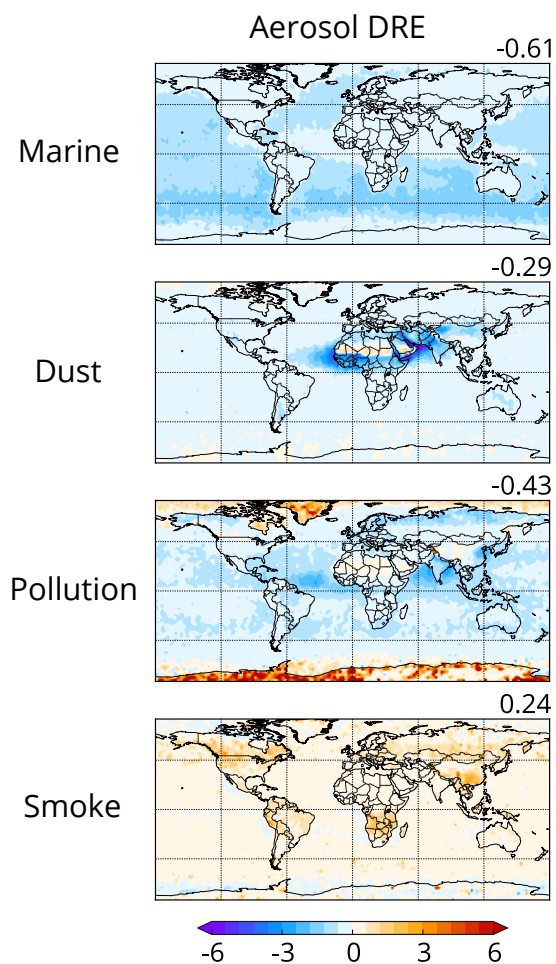 Aerosol DRE
-0.61
Marine
-0.29
Dust
-0.43
Pollution
0.24
Smoke
-6 -3 0 3 6